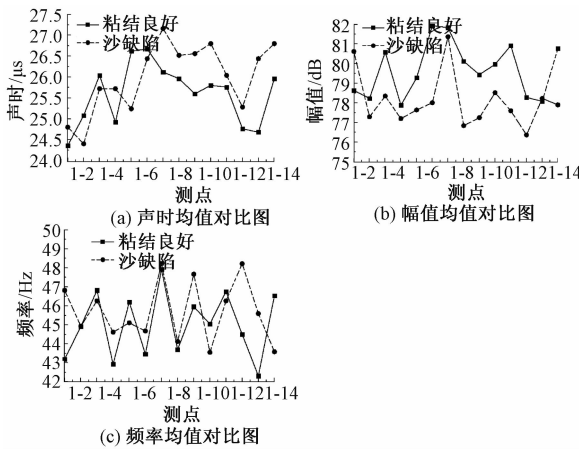 27.5
27.0
26.5
26.0
25.5
25.0
24.5
24.0
声时/μs
粘结良好
沙缺陷
1-2 1-4 1-6 1-8 1-10 1-12 1-14
测点
(a) 声时均值对比图
82
81
80
79
78
77
76
75
幅值/dB
粘结良好
沙缺陷
1-2 1-4 1-6 1-8 1-10 1-12 1-14
测点
(b) 幅值均值对比图
50
49
48
47
46
45
44
43
42
频率/Hz
粘结良好
沙缺陷
1-2 1-4 1-6 1-8 1-10 1-12 1-14
测点
(c) 频率均值对比图